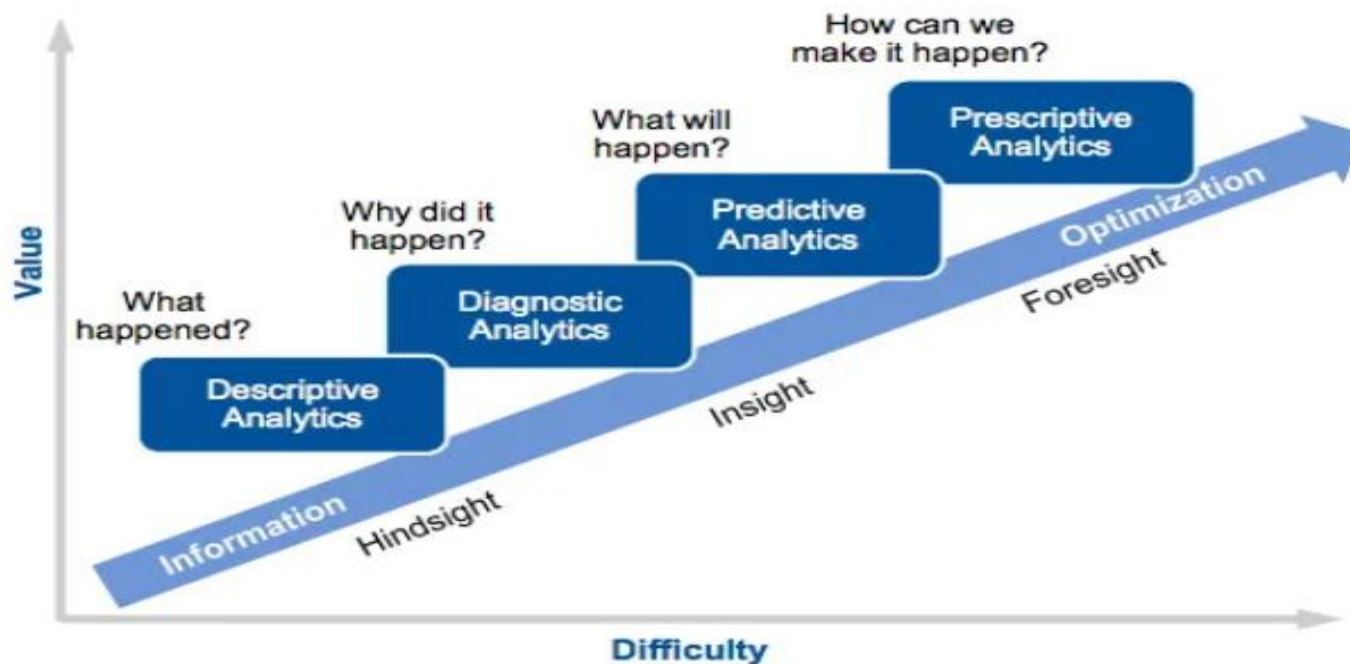 How can we
make it happen?
Prescriptive
Analytics
What will
happen?
Predictive
Analytics
Why did it
happen?
Diagnostic
Analytics
What
happened?
Descriptive
Analytics
Value
Information
Optimization
Hindsight
Insight
Foresight
Difficulty